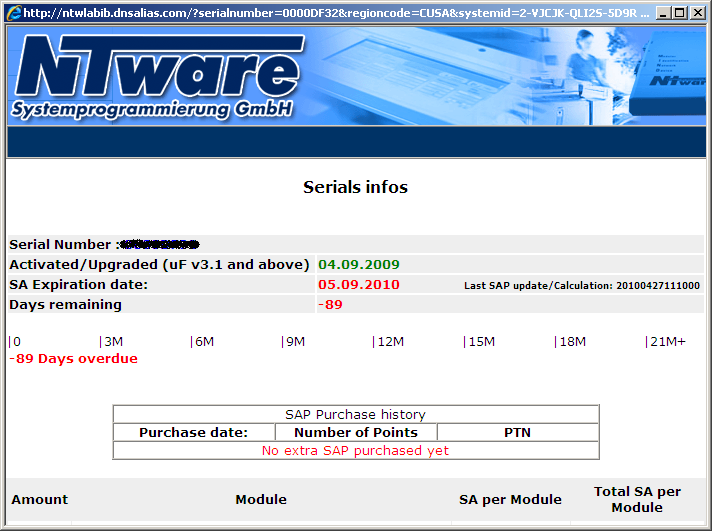 http://ntwlabib.dnsalias.com/?serialnumber=0000DF32&regioncode=CUSA&systemid=2-VJCJK-QLI2S-5D9R ...
NTware
Systemprogrammierung GmbH
NTwar
Serials infos
Serial Number :
Activated/Upgraded (uF v3.1 and above) 04.09.2009
SA Expiration date: 05.09.2010 Last SAP update/Calculation: 20100427111000
Days remaining -89
|0 |3M |6M |9M |12M |15M |18M |21M+
-89 Days overdue
SAP Purchase history
Purchase date: Number of Points PTN
No extra SAP purchased yet
Amount Module SA per Module Total SA per
Module